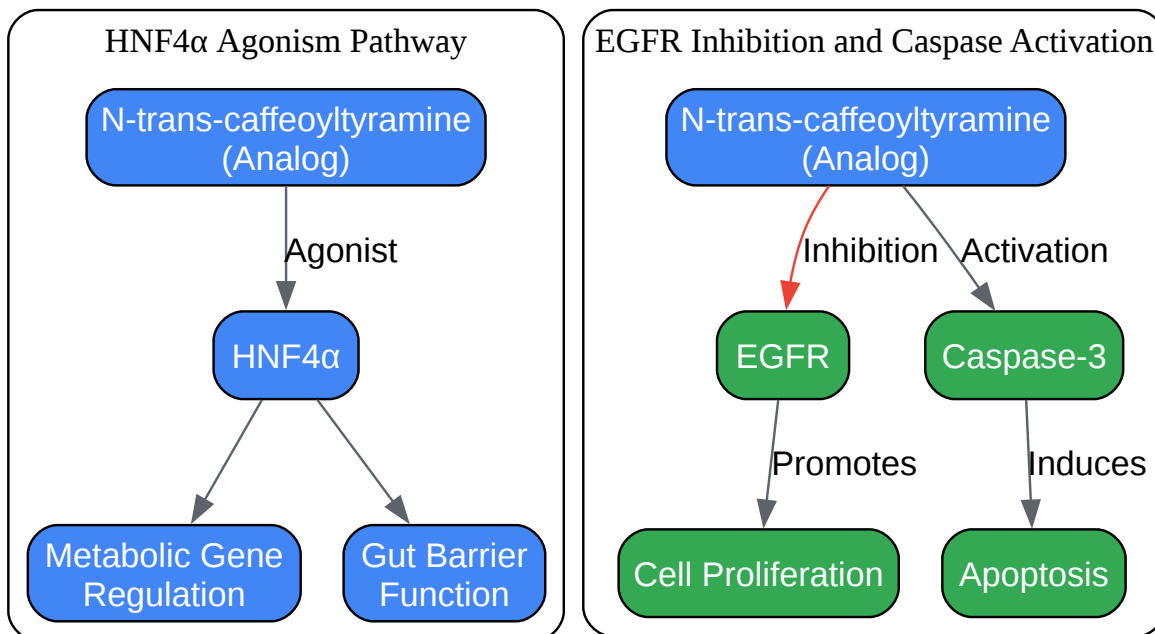 HNF4α Agonism Pathway
N-trans-caffeoyltyramine
(Analog)
Agonist
HNF4α
Metabolic Gene
Regulation
Gut Barrier
Function
EGFR Inhibition and Caspase Activation
N-trans-caffeoyltyramine
(Analog)
Inhibition
Activation
EGFR
Caspase-3
Promotes
Induces
Cell Proliferation
Apoptosis